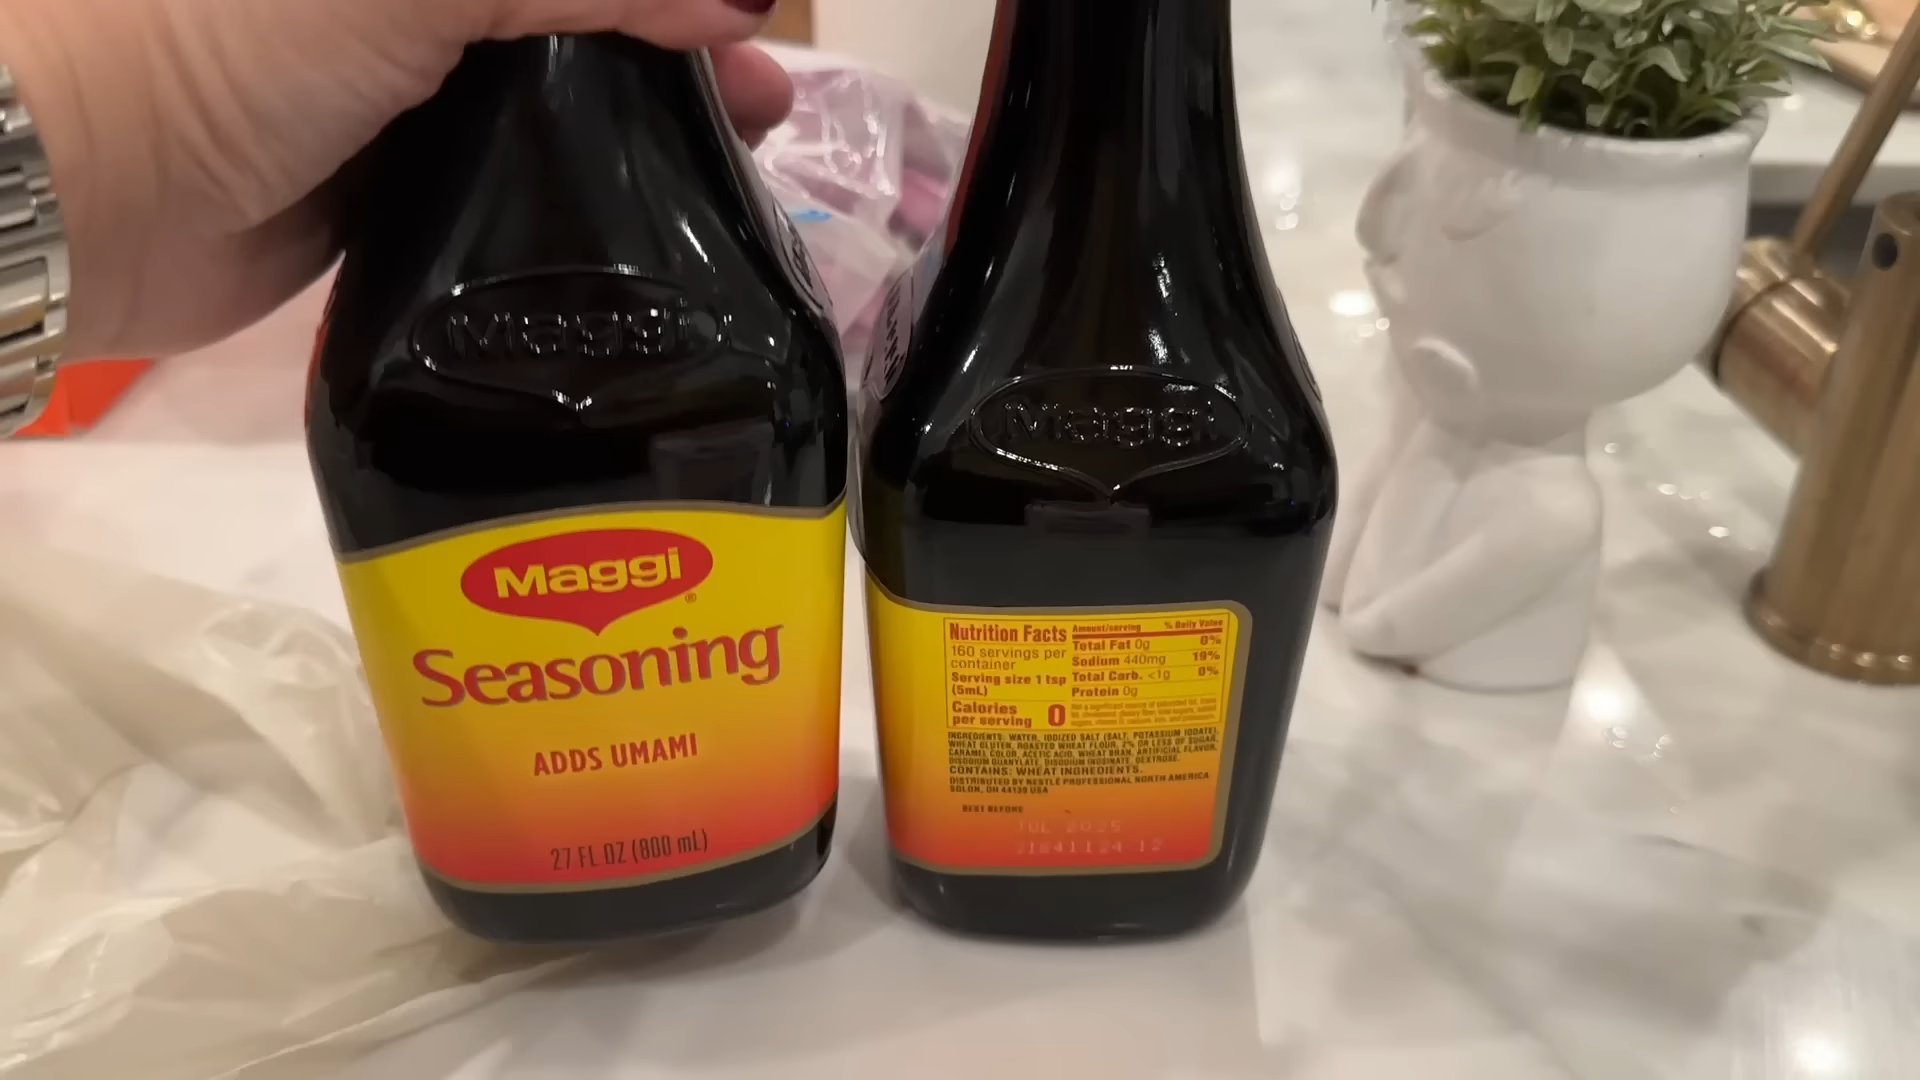 Maggi
Maggi
Seasoning
ADDS UMAMI
27 FL OZ (800 mL)
Maggi
Nutrition Facts
160 servings per
container
Serving size 1 tsp
(5mL)
Calories
per serving 0
Amount/serving % Daily Value
Total Fat 0g 0%
Sodium 440mg 19%
Total Carb. <1g 0%
Protein 0g
INGREDIENTS: WATER, IODIZED SALT (SALT, POTASSIUM IODATE),
WHEAT GLUTEN, ROASTED WHEAT FLOUR, 2% OR LESS OF SUGAR,
CARAMEL COLOR, ACETIC ACID, WHEAT BRAN, ARTIFICIAL FLAVOR,
DISODIUM GUANYLATE, DISODIUM INOSINATE, DEXTROSE.
CONTAINS: WHEAT INGREDIENTS.
DISTRIBUTED BY NESTLÉ PROFESSIONAL NORTH AMERICA
SOLON, OH 44139 USA
BEST BEFORE
JUL 2025